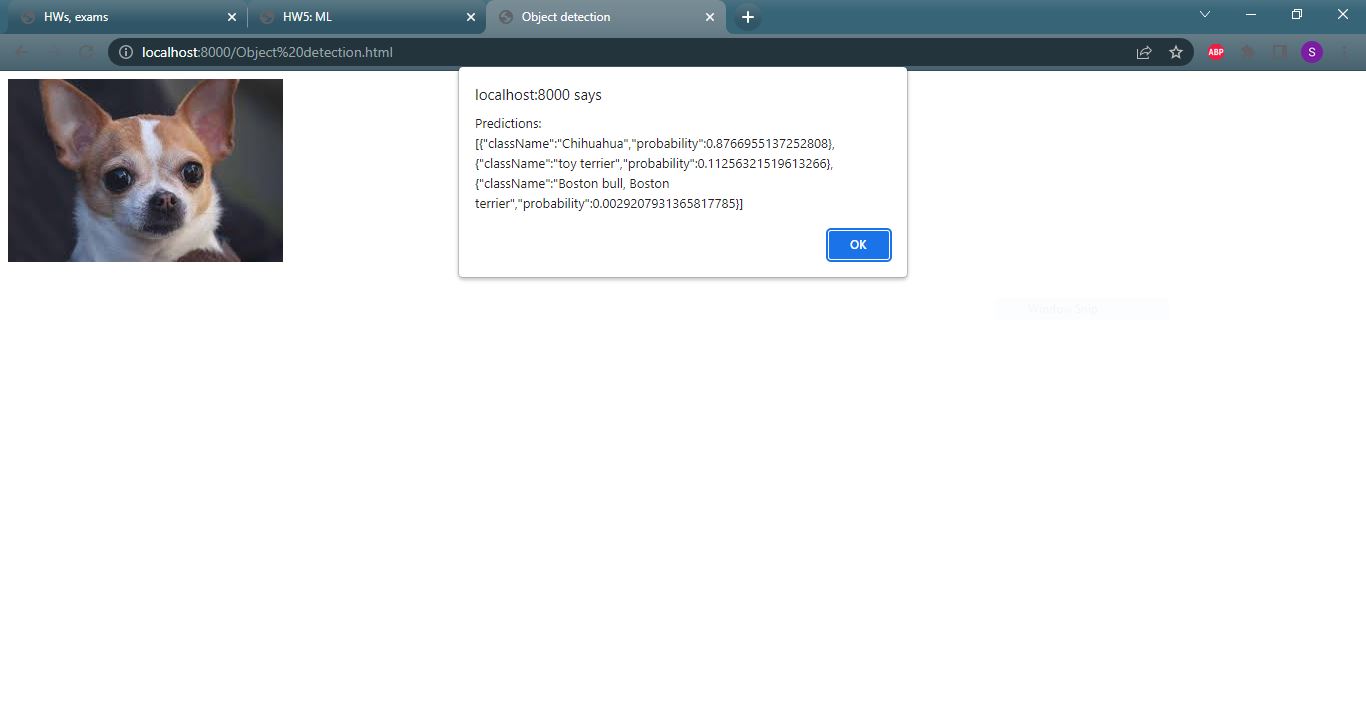 HWs, exams
HW5: ML
Object detection
localhost:8000/Object%20detection.html
ABP
S
localhost:8000 says
Predictions:
[{"className":"Chihuahua","probability":0.8766955137252808},
{"className":"toy terrier","probability":0.11256321519613266},
{"className":"Boston bull, Boston
terrier","probability":0.0029207931365817785}]
OK
Window Snip